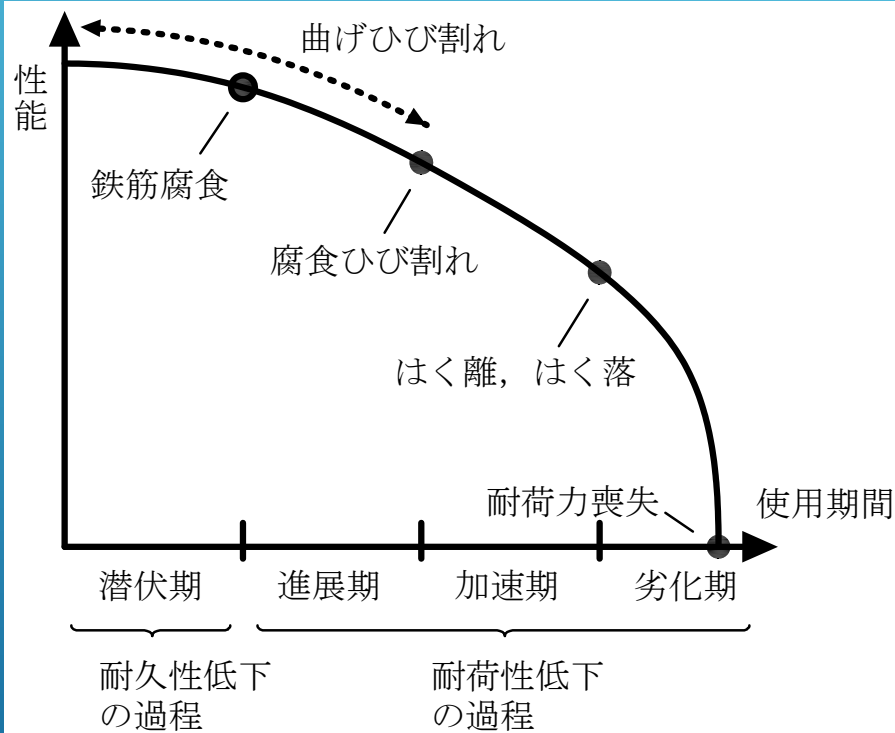 曲げひび割れ
性能
鉄筋腐食
腐食ひび割れ
はく離，はく落
耐荷力喪失
使用期間
潜伏期
進展期
加速期
劣化期
耐久性低下
の過程
耐荷性低下
の過程